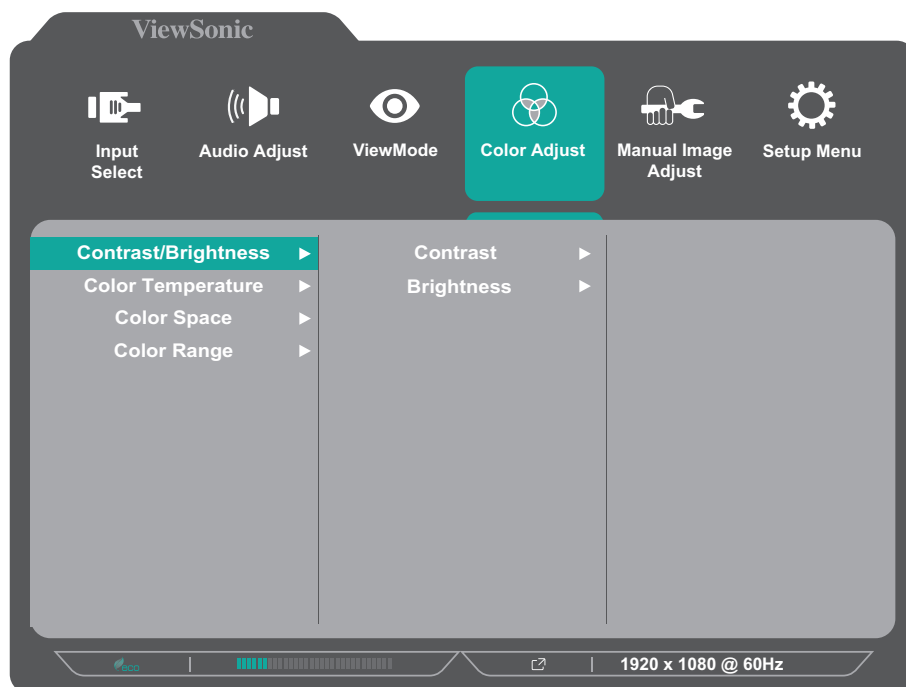 ViewSonic
Input
Select
Audio Adjust
ViewMode
Color Adjust
Manual Image
Adjust
Setup Menu
Contrast/Brightness
Color Temperature
Color Space
Color Range
Contrast
Brightness
eco
1920 x 1080 @ 60Hz